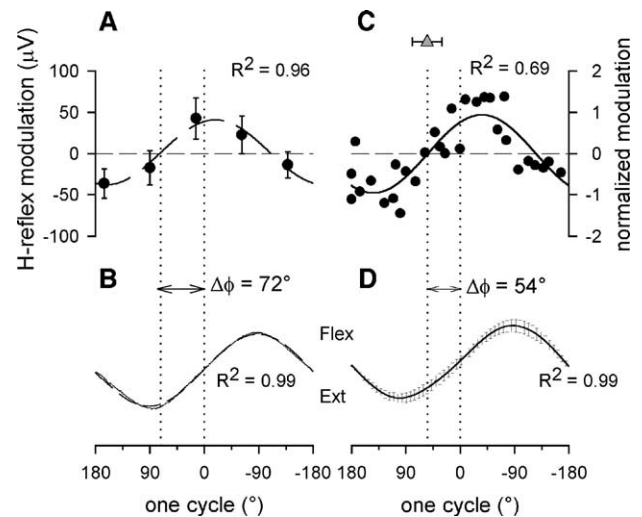 A
C
H-reflex modulation (μV)
100
50
0
-50
-100
R² = 0.96
R² = 0.69
2
1
0
-1
-2
normalized modulation
B
D
Δϕ = 72°
Δϕ = 54°
Flex
Ext
R² = 0.99
R² = 0.99
180 90 0 -90 -180
180 90 0 -90 -180
one cycle (°)
one cycle (°)